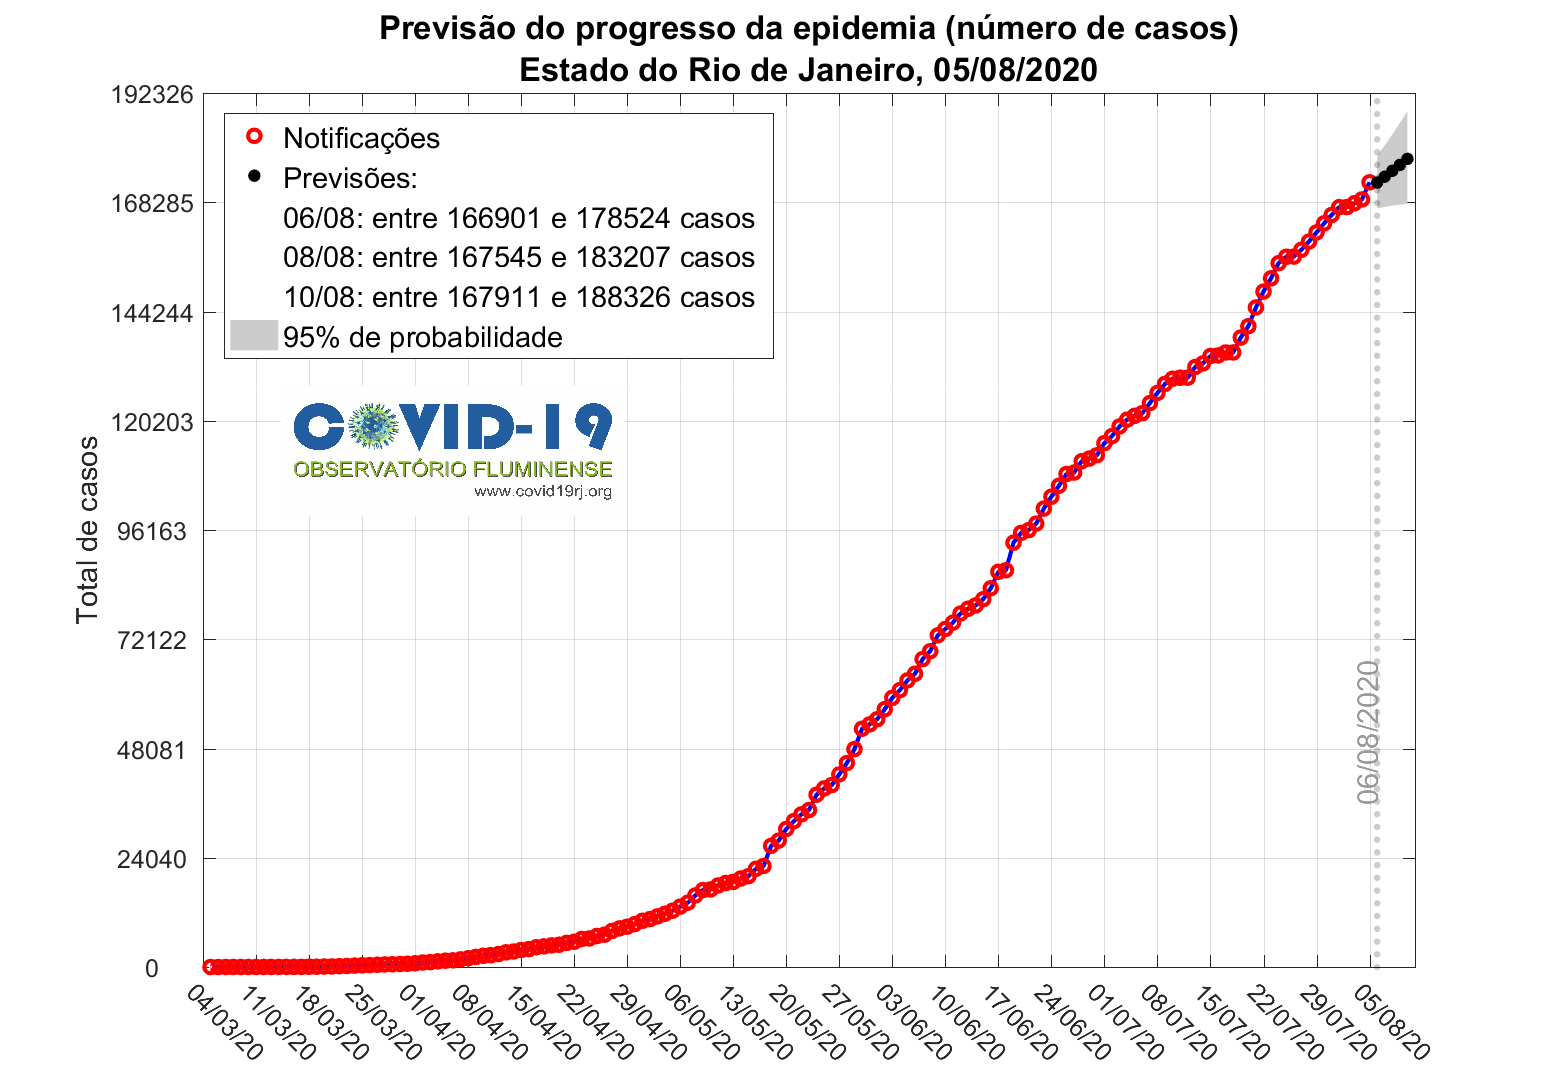 Previsão do progresso da epidemia (número de casos)
Estado do Rio de Janeiro, 05/08/2020
192326
168285
144244
120203
96163
72122
48081
24040
0
Total de casos
Notificações
Previsões:
06/08: entre 166901 e 178524 casos
08/08: entre 167545 e 183207 casos
10/08: entre 167911 e 188326 casos
95% de probabilidade
COVID-19
OBSERVATÓRIO FLUMINENSE
www.covid19rj.org
06/08/2020
04/03/20
11/03/20
18/03/20
25/03/20
01/04/20
08/04/20
15/04/20
22/04/20
29/04/20
06/05/20
13/05/20
20/05/20
27/05/20
03/06/20
10/06/20
17/06/20
24/06/20
01/07/20
08/07/20
15/07/20
22/07/20
29/07/20
05/08/20